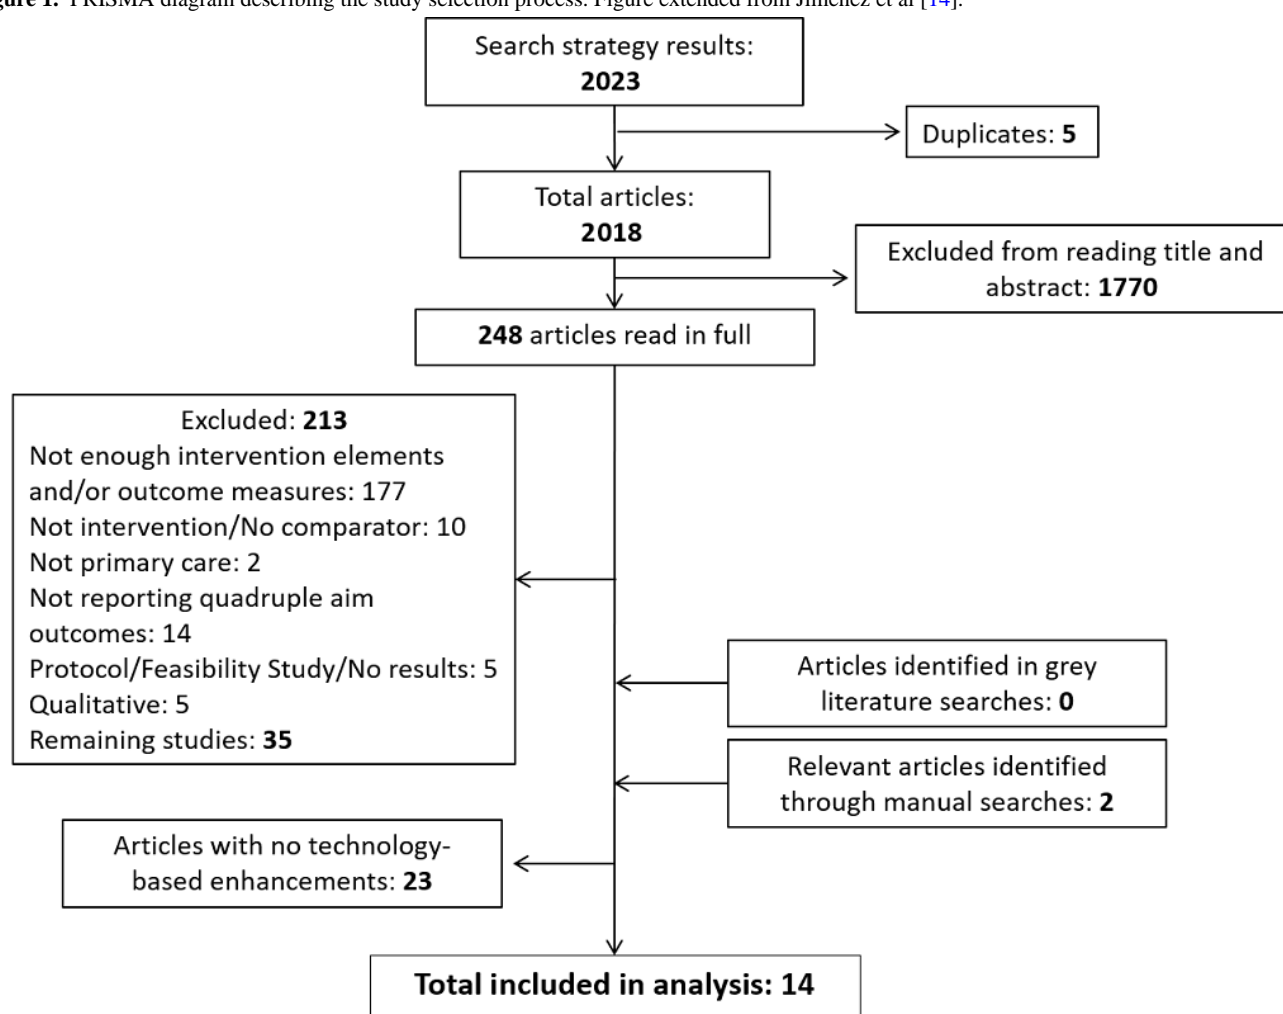 Figure 1. PRISMA diagram describing the study selection process. Figure extended from Jimenez et al [14].
Search strategy results:
2023
Duplicates: 5
Total articles:
2018
Excluded from reading title and
abstract: 1770
248 articles read in full
Excluded: 213
Not enough intervention elements
and/or outcome measures: 177
Not intervention/No comparator: 10
Not primary care: 2
Not reporting quadruple aim
outcomes: 14
Protocol/Feasibility Study/No results: 5
Qualitative: 5
Remaining studies: 35
Articles identified in grey
literature searches: 0
Relevant articles identified
through manual searches: 2
Articles with no technology-
based enhancements: 23
Total included in analysis: 14